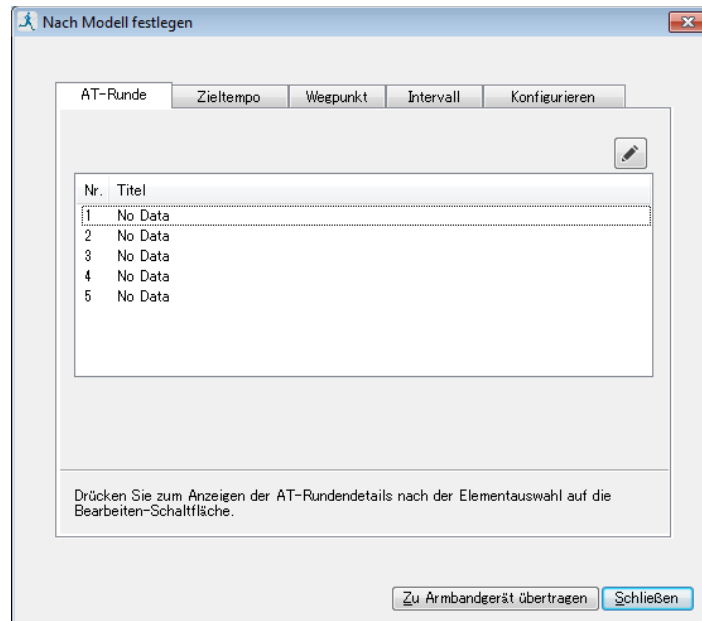 Nach Modell festlegen
AT-Runde Zieltempo Wegpunkt Intervall Konfigurieren
Nr. Titel
1 No Data
2 No Data
3 No Data
4 No Data
5 No Data
Drücken Sie zum Anzeigen der AT-Rundendetails nach der Elementauswahl auf die
Bearbeiten-Schaltfläche.
Zu Armbandgerät übertragen Schließen